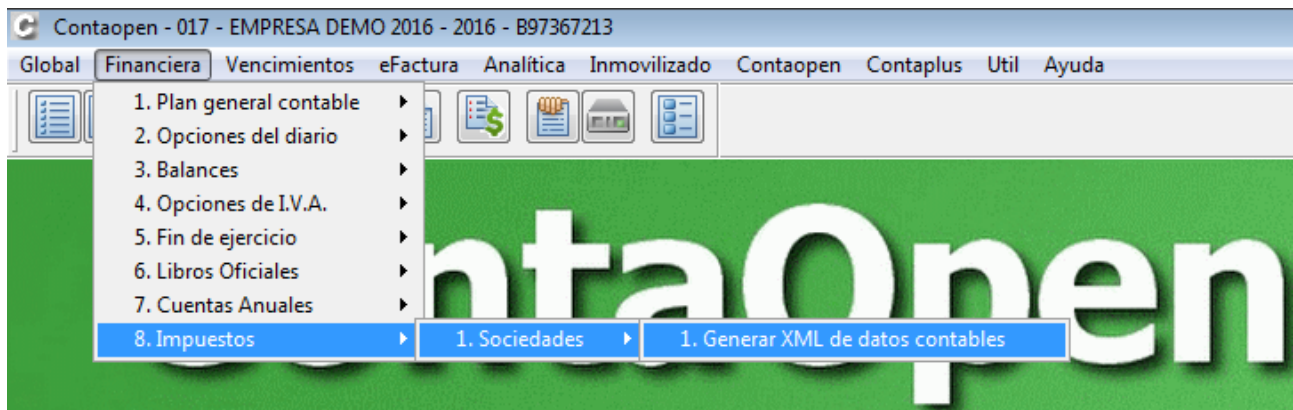 Contaopen - 017 - EMPRESA DEMO 2016 - 2016 - B97367213
Global Financiera Vencimientos eFactura Analítica Inmovilizado Contaopen Contaplus Util Ayuda
1. Plan general contable
2. Opciones del diario
3. Balances
4. Opciones de I.V.A.
5. Fin de ejercicio
6. Libros Oficiales
7. Cuentas Anuales
8. Impuestos 1. Sociedades 1. Generar XML de datos contables
ntaOpen